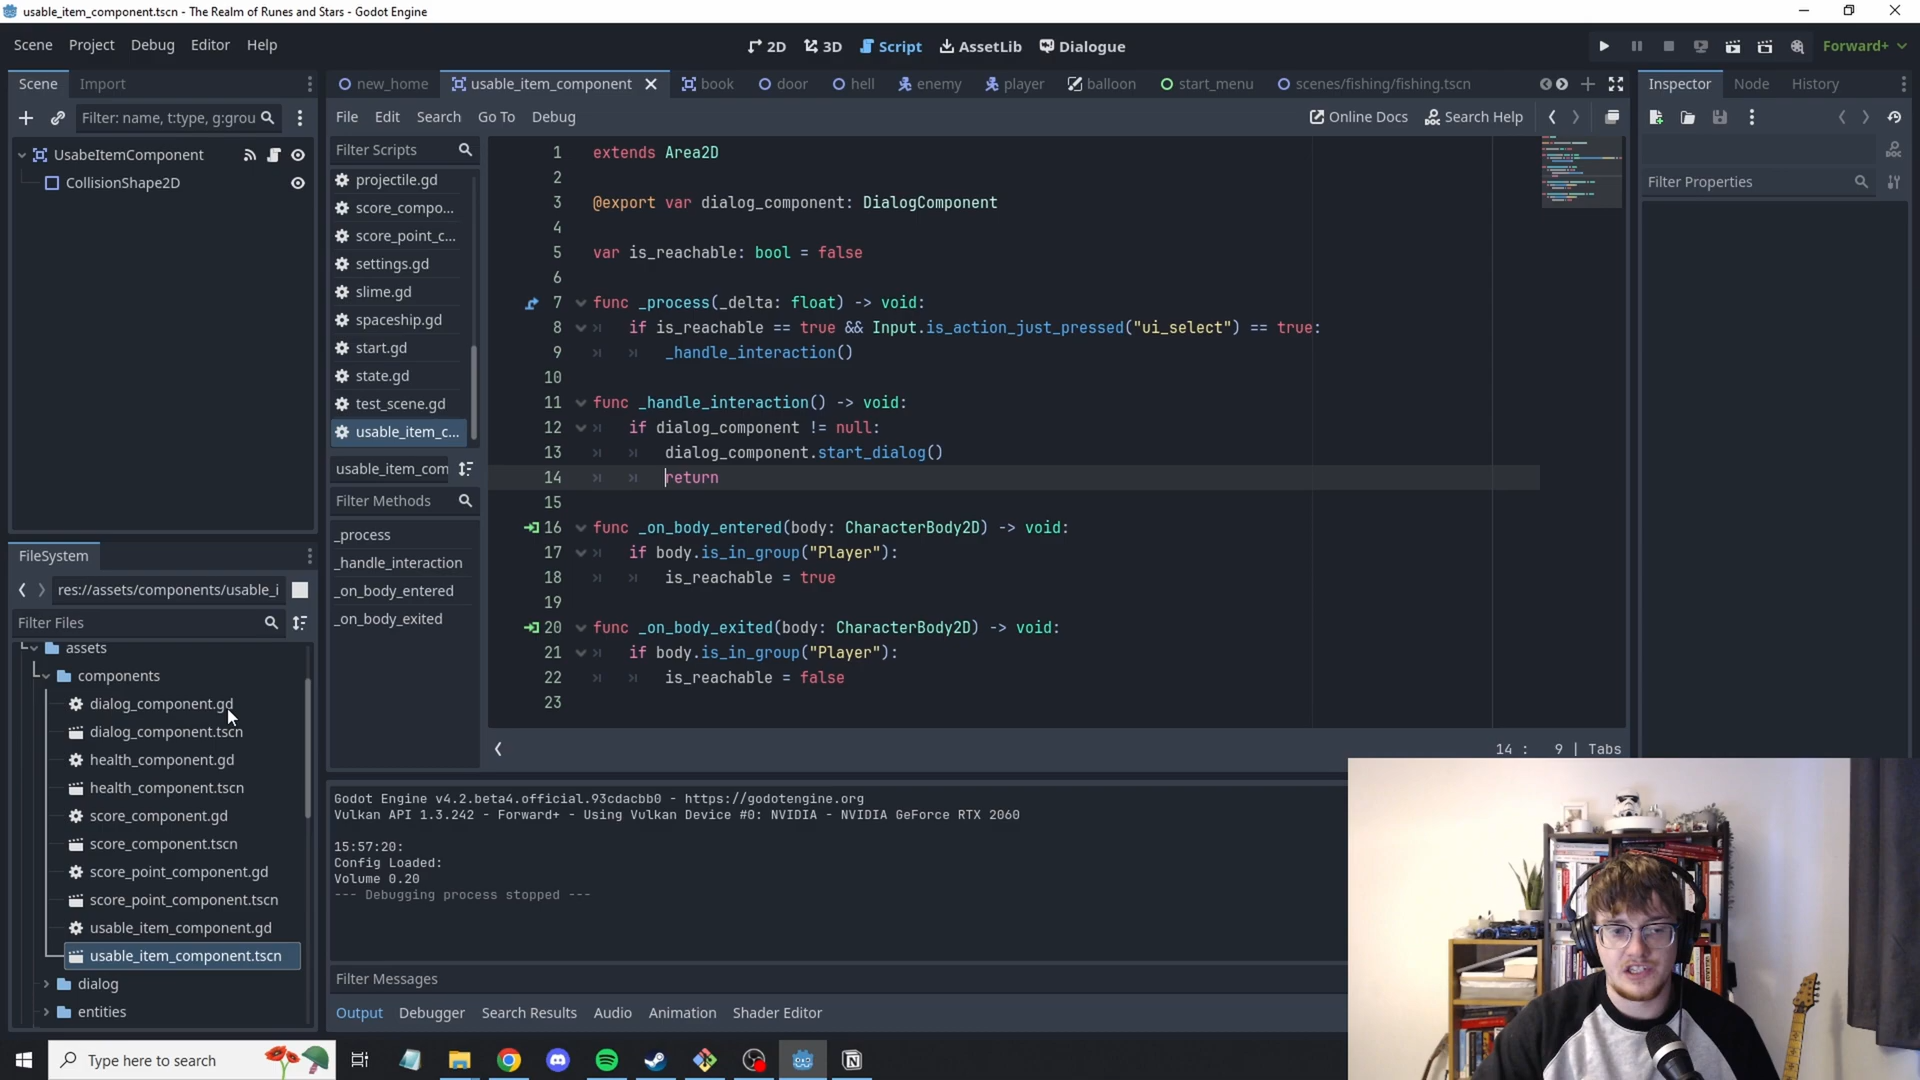 usable_item_component.tscn - The Realm of Runes and Stars - Godot Engine
Scene Project Debug Editor Help
2D 3D Script AssetLib Dialogue
Forward+
Scene Import
Filter: name, t:type, g:grou
UsabeItemComponent
CollisionShape2D
new_home usable_item_component book door hell enemy player balloon start_menu scenes/fishing/fishing.tscn
File Edit Search Go To Debug
Online Docs Search Help
Filter Scripts
projectile.gd
score_compo...
score_point_c...
settings.gd
slime.gd
spaceship.gd
start.gd
state.gd
test_scene.gd
usable_item_c...
usable_item_com
Filter Methods
_process
_handle_interaction
_on_body_entered
_on_body_exited
1 extends Area2D
2
3 @export var dialog_component: DialogComponent
4
5 var is_reachable: bool = false
6
7 func _process(_delta: float) -> void:
8 if is_reachable == true && Input.is_action_just_pressed("ui_select") == true:
9 _handle_interaction()
10
11 func _handle_interaction() -> void:
12 if dialog_component != null:
13 dialog_component.start_dialog()
14 return
15
16 func _on_body_entered(body: CharacterBody2D) -> void:
17 if body.is_in_group("Player"):
18 is_reachable = true
19
20 func _on_body_exited(body: CharacterBody2D) -> void:
21 if body.is_in_group("Player"):
22 is_reachable = false
23
14 : 9 | Tabs
Inspector Node History
Filter Properties
FileSystem
res://assets/components/usable_i
Filter Files
assets
components
dialog_component.gd
dialog_component.tscn
health_component.gd
health_component.tscn
score_component.gd
score_component.tscn
score_point_component.gd
score_point_component.tscn
usable_item_component.gd
usable_item_component.tscn
dialog
entities
Godot Engine v4.2.beta4.official.93cdacbb0 - https://godotengine.org
Vulkan API 1.3.242 - Forward+ - Using Vulkan Device #0: NVIDIA - NVIDIA GeForce RTX 2060
15:57:20:
Config Loaded:
Volume 0.20
--- Debugging process stopped ---
Filter Messages
Output Debugger Search Results Audio Animation Shader Editor
Type here to search